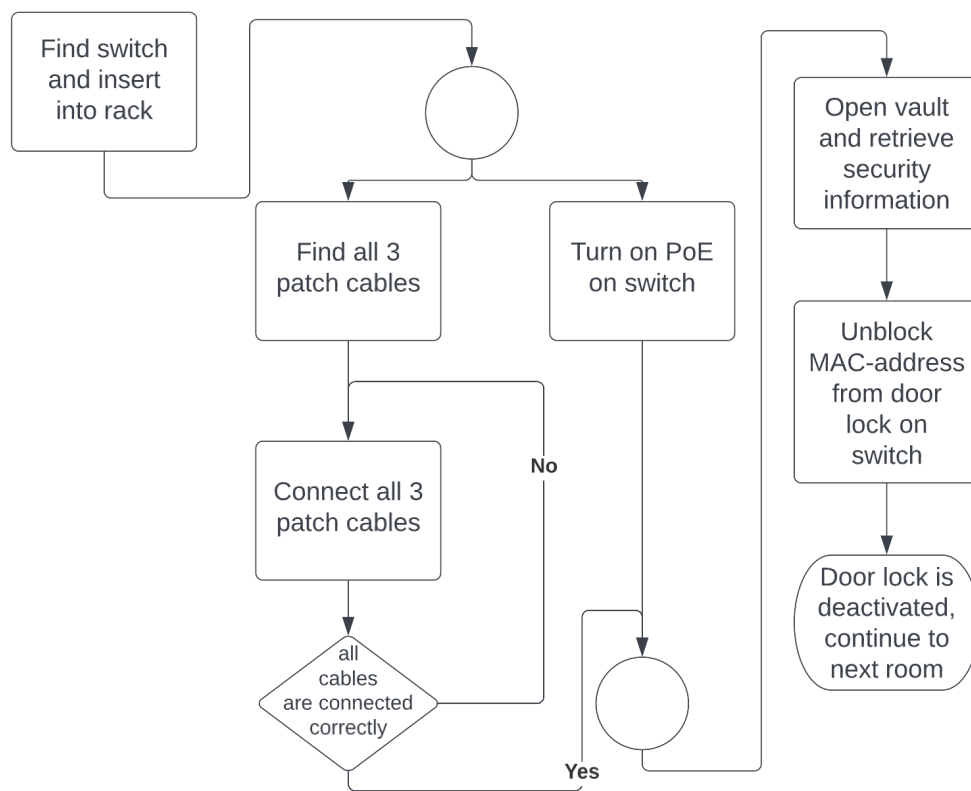 Find switch
and insert
into rack
Find all 3
patch cables
Turn on PoE
on switch
Connect all 3
patch cables
No
all
cables
are connected
correctly
Yes
Open vault
and retrieve
security
information
Unblock
MAC-address
from door
lock on
switch
Door lock is
deactivated,
continue to
next room